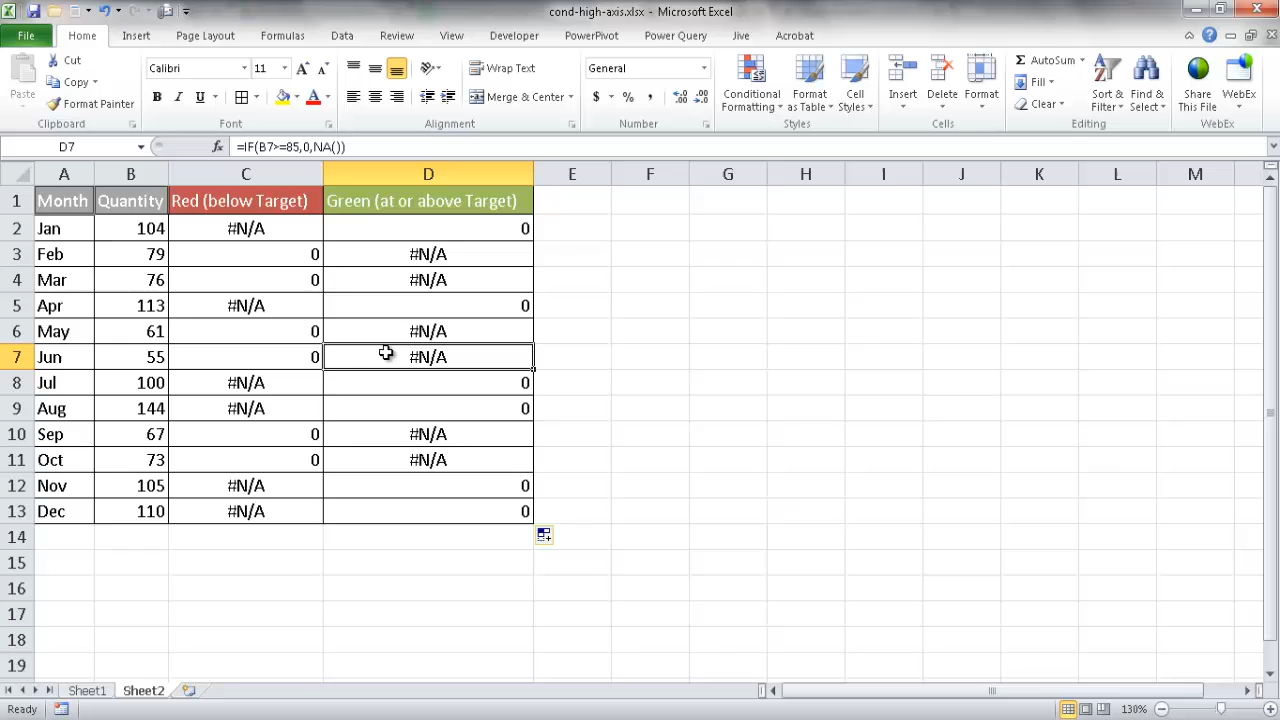 cond-high-axis.xlsx - Microsoft Excel
File Home Insert Page Layout Formulas Data Review View Developer PowerPivot Power Query Jive Acrobat
Paste
Cut
Copy
Format Painter
Clipboard
Calibri 11
B I U A
Font
Wrap Text
Merge & Center
Alignment
General
$ % ,
Number
Conditional Formatting
Format as Table
Cell Styles
Styles
Insert Delete Format
Cells
Σ AutoSum
Fill
Clear
Sort & Filter
Find & Select
Editing
Share This File
WebEx
WebEx
D7 fx =IF(B7>=85,0,NA())
A B C D E F G H I J K L M
1 Month Quantity Red (below Target) Green (at or above Target)
2 Jan 104 #N/A 0
3 Feb 79 0 #N/A
4 Mar 76 0 #N/A
5 Apr 113 #N/A 0
6 May 61 0 #N/A
7 Jun 55 0 #N/A
8 Jul 100 #N/A 0
9 Aug 144 #N/A 0
10 Sep 67 0 #N/A
11 Oct 73 0 #N/A
12 Nov 105 #N/A 0
13 Dec 110 #N/A 0
14
15
16
17
18
19
Sheet1 Sheet2
Ready 130%